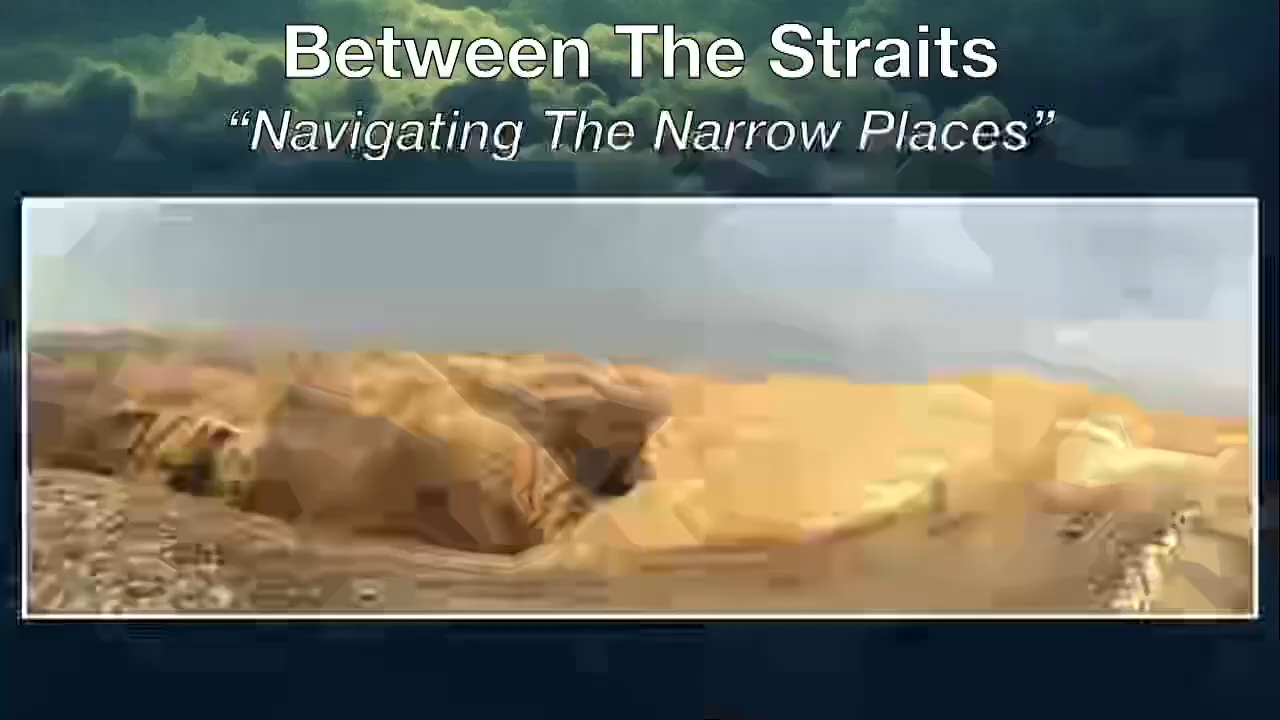 Between The Straits
“Navigating The Narrow Places”